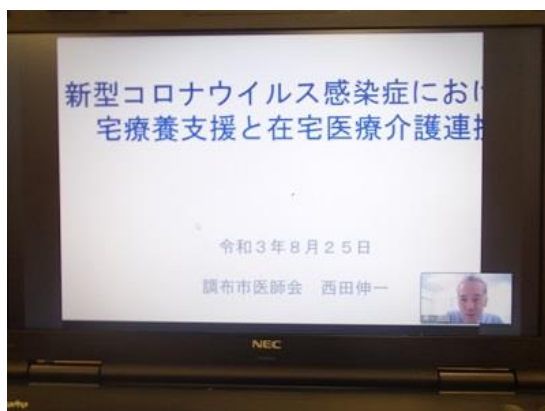 新型コロナウイルス感染症におけ
宅療養支援と在宅医療介護連
令和3年8月25日
調布市医師会　西田伸一
NEC